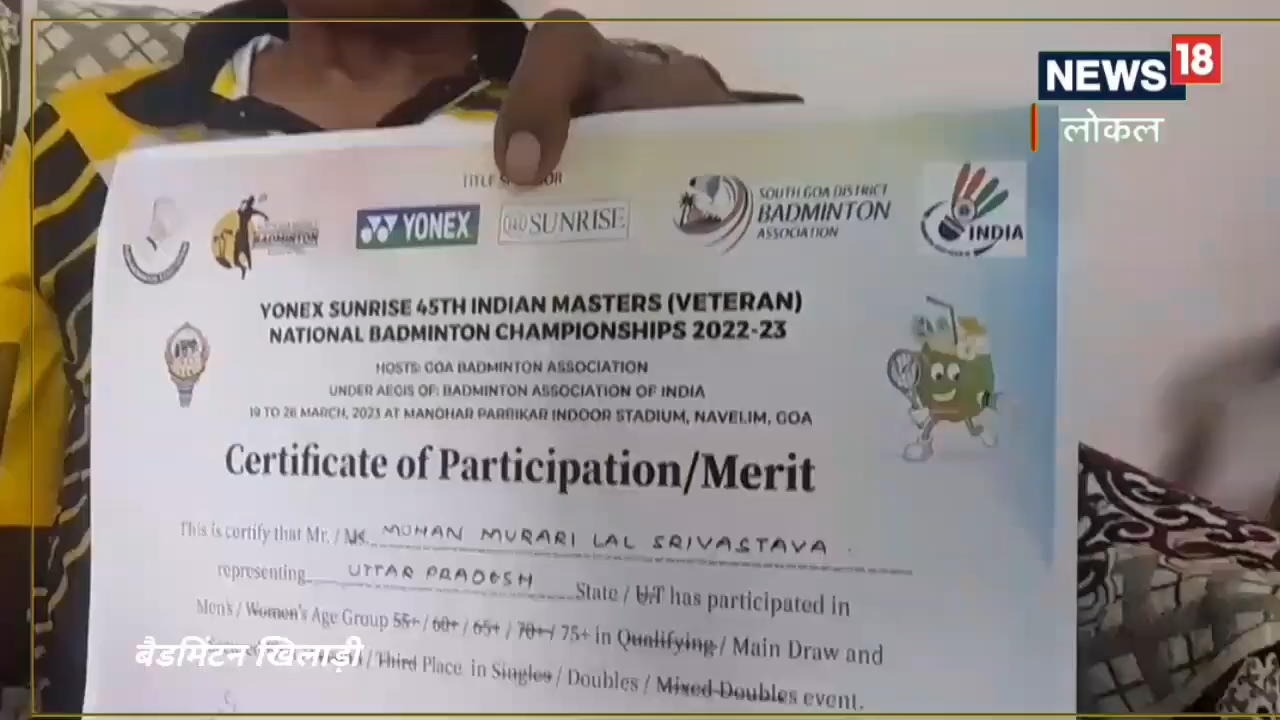 NEWS 18
लोकल
YONEX
SUNRISE
SOUTH GOA DISTRICT
BADMINTON
ASSOCIATION
INDIA
BADMINTON
YONEX SUNRISE 45TH INDIAN MASTERS (VETERAN)
NATIONAL BADMINTON CHAMPIONSHIPS 2022-23
HOSTS: GOA BADMINTON ASSOCIATION
UNDER AEGIS OF: BADMINTON ASSOCIATION OF INDIA
19 TO 26 MARCH, 2023 AT MANOHAR PARRIKAR INDOOR STADIUM, NAVELIM, GOA
Certificate of Participation/Merit
This is certify that Mr. / Ms. MOHAN MURARI LAL SRIVASTAVA
representing UTTAR PRADESH State / UT has participated in
Men's / Women's Age Group 55+ / 60+ / 65+ / 70+ / 75+ in Qualifying / Main Draw and
/ Third Place in Singles / Doubles / Mixed Doubles event.
बैडमिंटन खिलाड़ी